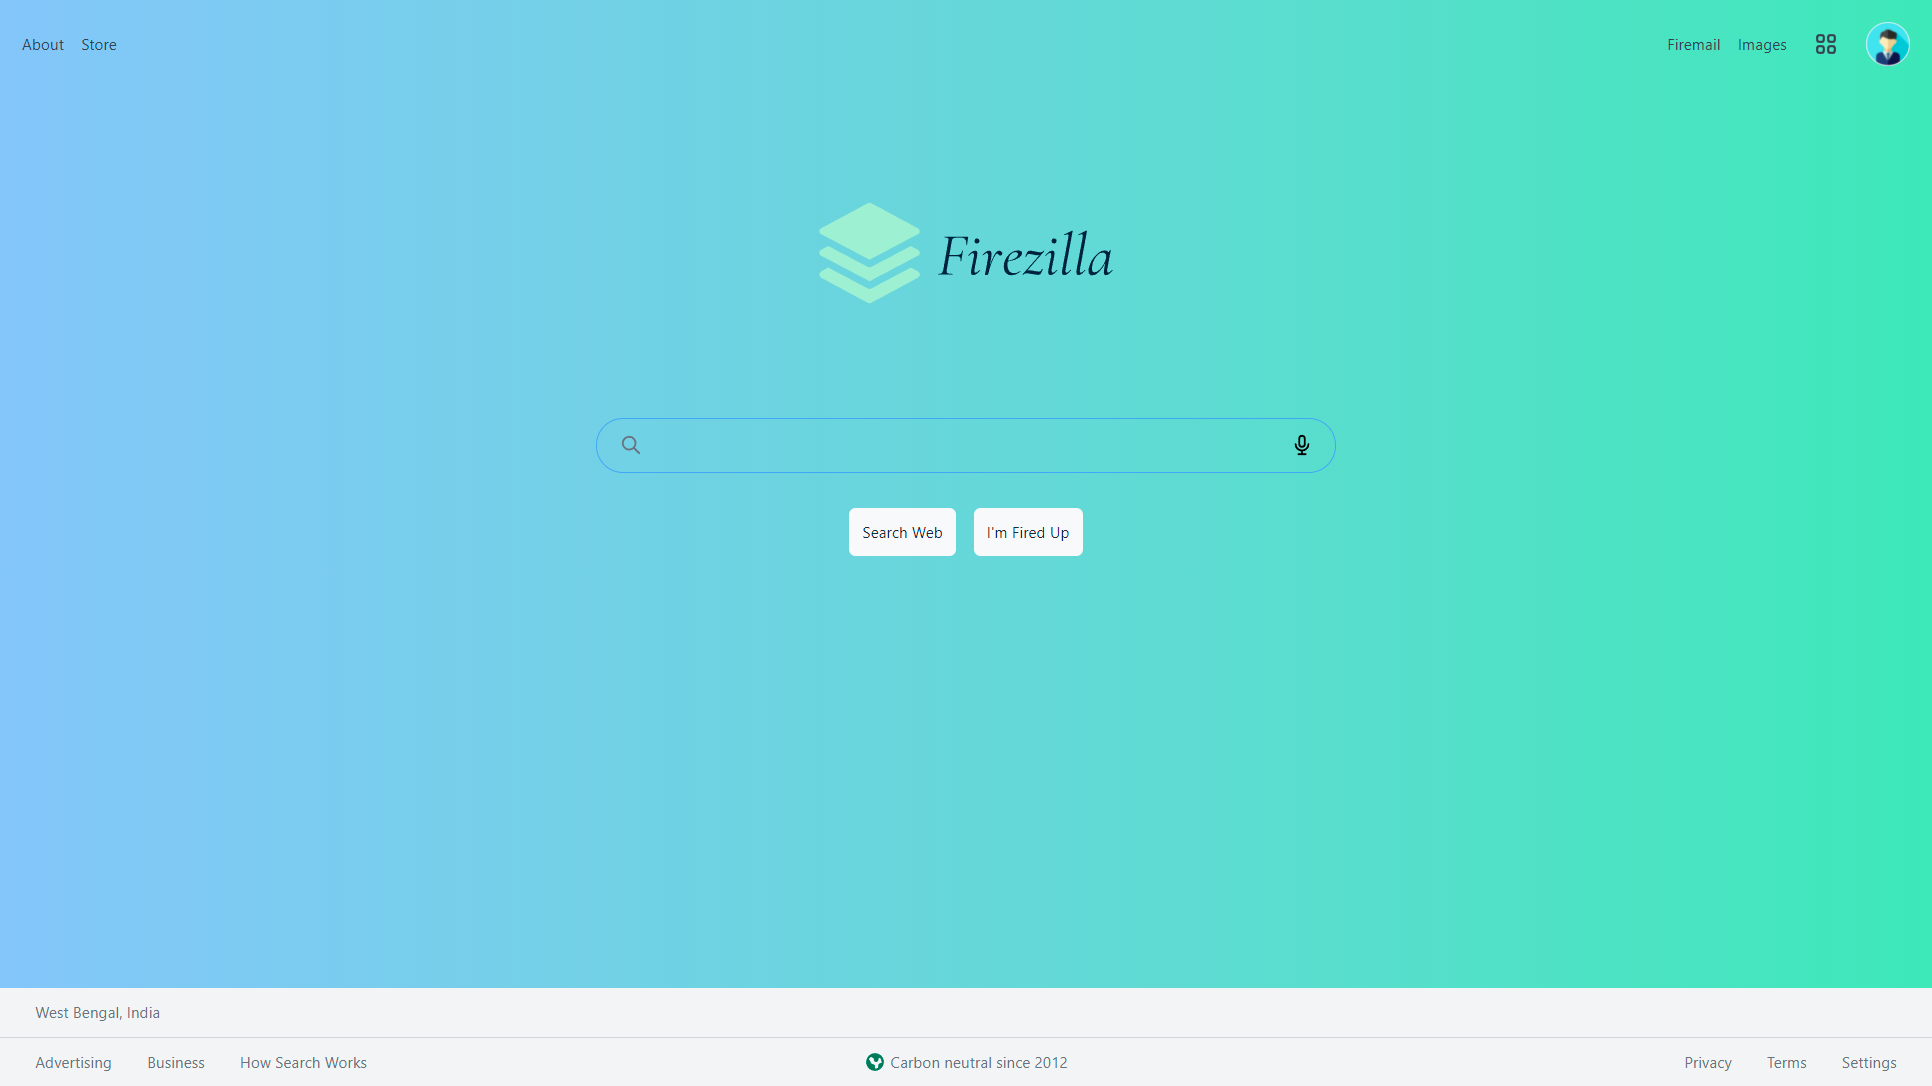 About Store Firemail Images
Firezilla
Search Web I'm Fired Up
West Bengal, India
Advertising Business How Search Works Carbon neutral since 2012 Privacy Terms Settings